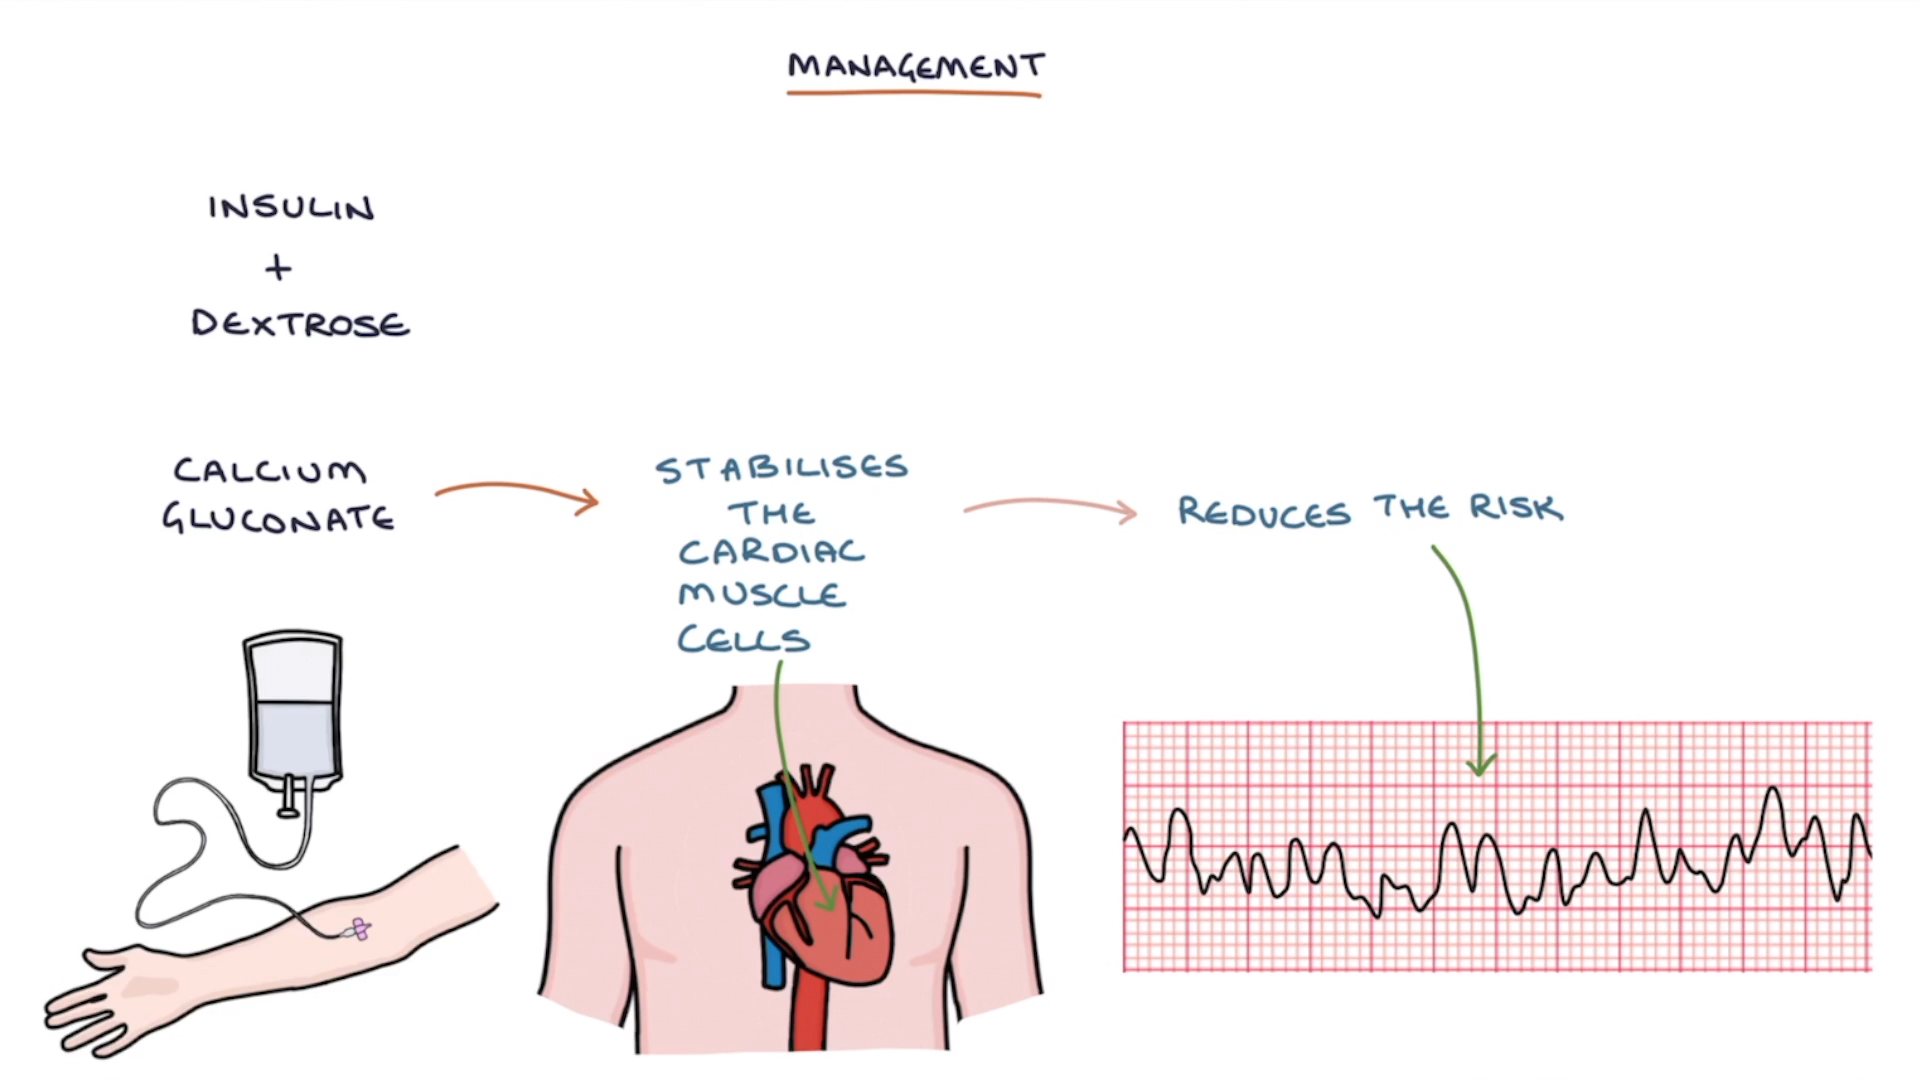 MANAGEMENT
INSULIN
+
DEXTROSE
CALCIUM
GLUCONATE
STABILISES
THE
CARDIAC
MUSCLE
CELLS
REDUCES THE RISK